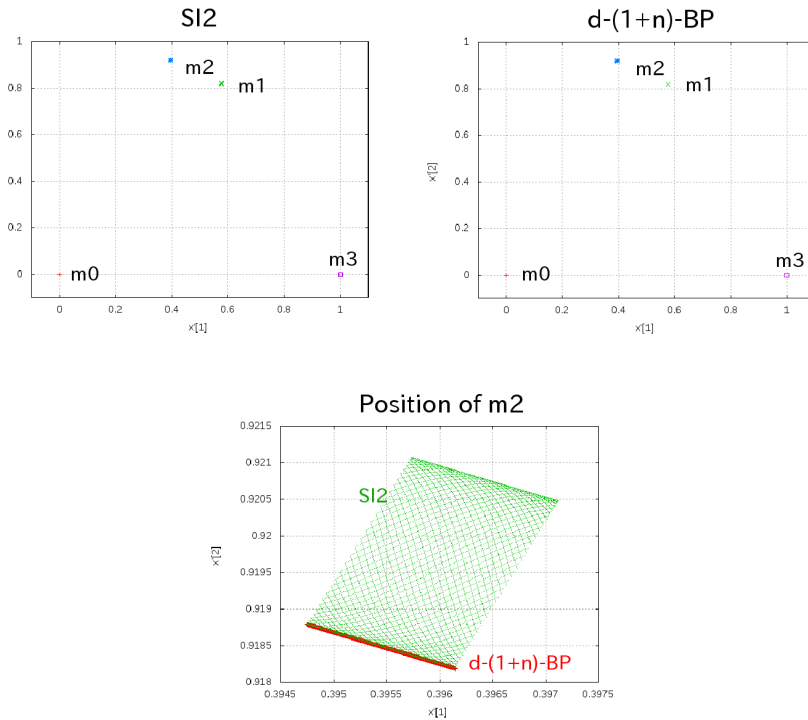 SI2
1
0.8
0.6
0.4
0.2
0
0
0.2
0.4
0.6
0.8
1
x'[1]
m2
m1
m0
m3
d-(1+n)-BP
1
0.8
0.6
0.4
0.2
0
x'[2]
0
0.2
0.4
0.6
0.8
1
x'[1]
m2
m1
m0
m3
Position of m2
0.9215
0.921
0.9205
0.92
0.9195
0.919
0.9185
0.918
x'[2]
SI2
d-(1+n)-BP
0.3945
0.395
0.3955
0.396
0.3965
0.397
0.3975
x'[1]